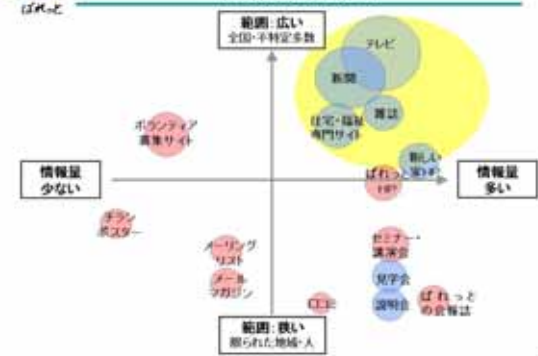 ぱれっと
範囲:広い
全国・不特定多数
テレビ
新聞
雑誌
住宅・福祉
専門サイト
ボランティア
募集サイト
新しい
家HP
ぱれっと
HP
情報量
少ない
情報量
多い
チラシ
ポスター
メーリング
リスト
メール
マガジン
セミナー・
講演会
見学会
説明会
口コミ
ぱれっと
の会報誌
範囲:狭い
限られた地域・人